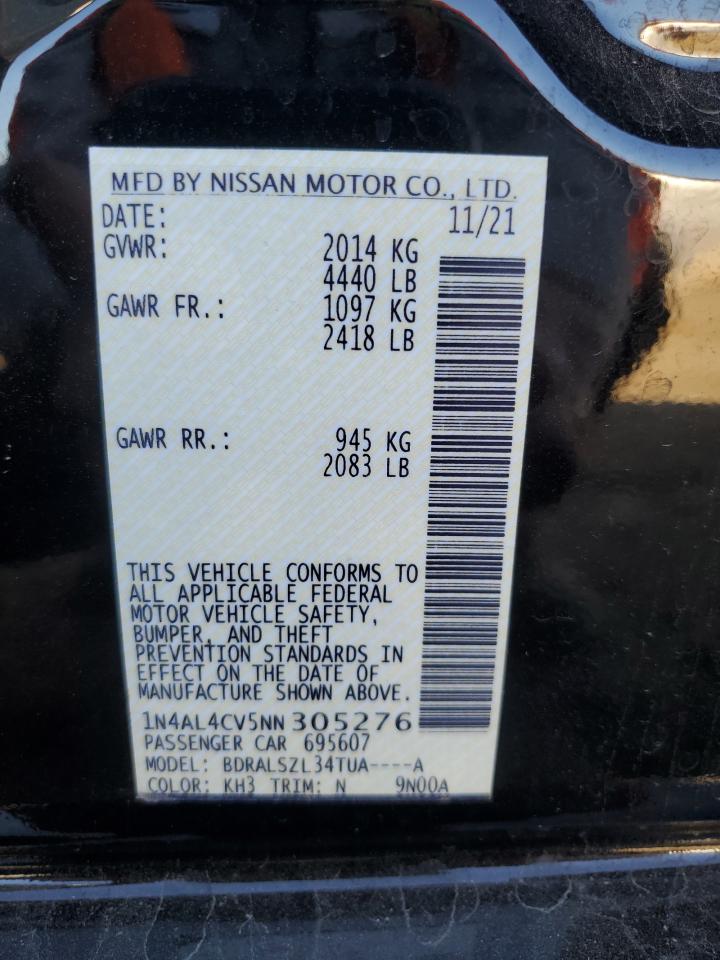 MFD BY NISSAN MOTOR CO., LTD.
DATE: 11/21
GVWR: 2014 KG
4440 LB
GAWR FR.: 1097 KG
2418 LB
GAWR RR.: 945 KG
2083 LB
THIS VEHICLE CONFORMS TO
ALL APPLICABLE FEDERAL
MOTOR VEHICLE SAFETY,
BUMPER, AND THEFT
PREVENTION STANDARDS IN
EFFECT ON THE DATE OF
MANUFACTURE SHOWN ABOVE.
1N4AL4CV5NN305276
PASSENGER CAR 695607
MODEL: BDRALSZL34TUA----A
COLOR: KH3 TRIM: N 9N00A